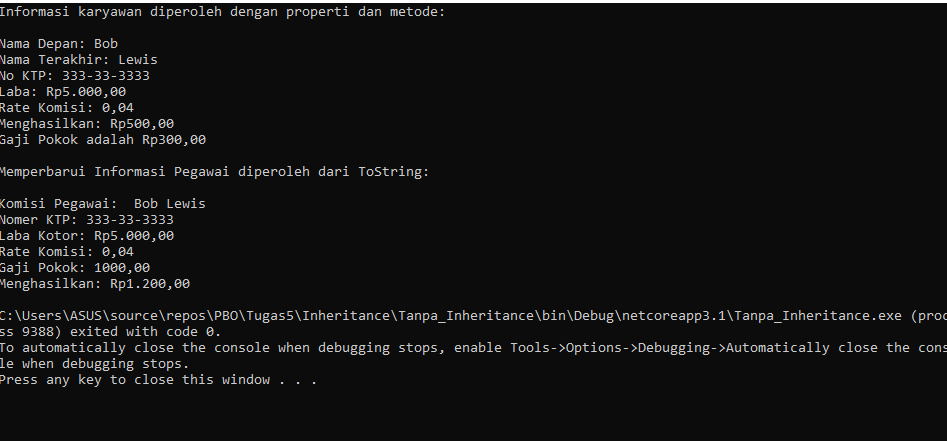 Informasi karyawan diperoleh dengan properti dan metode:
Nama Depan: Bob
Nama Terakhir: Lewis
No KTP: 333-33-3333
Laba: Rp5.000,00
Rate Komisi: 0,04
Menghasilkan: Rp500,00
Gaji Pokok adalah Rp300,00
Memperbarui Informasi Pegawai diperoleh dari ToString:
Komisi Pegawai:  Bob Lewis
Nomer KTP: 333-33-3333
Laba Kotor: Rp5.000,00
Rate Komisi: 0,04
Gaji Pokok: 1000,00
Menghasilkan: Rp1.200,00
C:\Users\ASUS\source\repos\PBO\Tugas5\Inheritance\Tanpa_Inheritance\bin\Debug\netcoreapp3.1\Tanpa_Inheritance.exe (proc
ss 9388) exited with code 0.
To automatically close the console when debugging stops, enable Tools->Options->Debugging->Automatically close the cons
le when debugging stops.
Press any key to close this window . . .